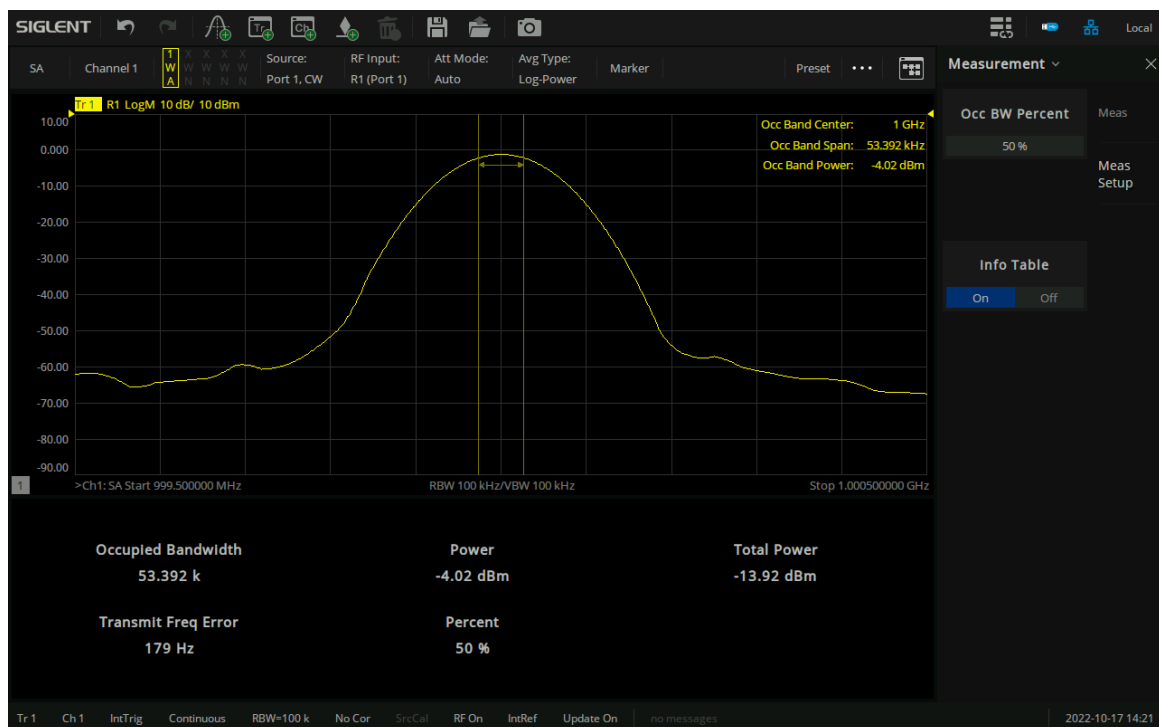 SIGLENT
Tr
Ch
Local
SA
Channel 1
1 X X X X
W W W W W
A N N N N
Source:
Port 1, CW
RF Input:
R1 (Port 1)
Att Mode:
Auto
Avg Type:
Log-Power
Marker
Preset
Measurement
Tr 1 R1 LogM 10 dB/ 10 dBm
10.00
0.000
-10.00
-20.00
-30.00
-40.00
-50.00
-60.00
-70.00
-80.00
-90.00
Occ Band Center: 1 GHz
Occ Band Span: 53.392 kHz
Occ Band Power: -4.02 dBm
1
>Ch1: SA Start 999.500000 MHz
RBW 100 kHz/VBW 100 kHz
Stop 1.000500000 GHz
Occ BW Percent
50 %
Meas
Meas
Setup
Info Table
On
Off
Occupied Bandwidth
53.392 k
Power
-4.02 dBm
Total Power
-13.92 dBm
Transmit Freq Error
179 Hz
Percent
50 %
Tr 1 Ch 1 IntTrig Continuous RBW=100 k No Cor SrcCal RF On IntRef Update On no messages 2022-10-17 14:21